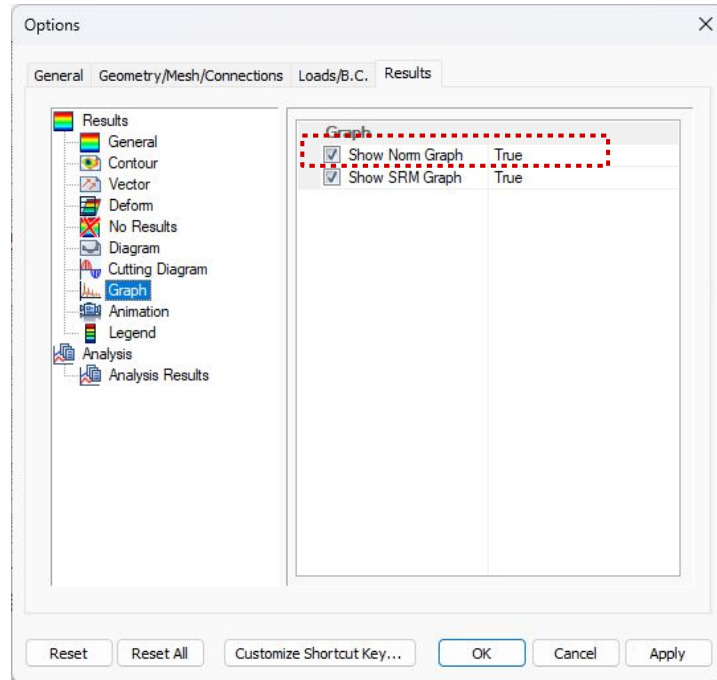 Options
General Geometry/Mesh/Connections Loads/B.C. Results
Results
General
Contour
Vector
Deform
No Results
Diagram
Cutting Diagram
Graph
Animation
Legend
Analysis
Analysis Results
Graph
Show Norm Graph True
Show SRM Graph True
Reset Reset All Customize Shortcut Key... OK Cancel Apply